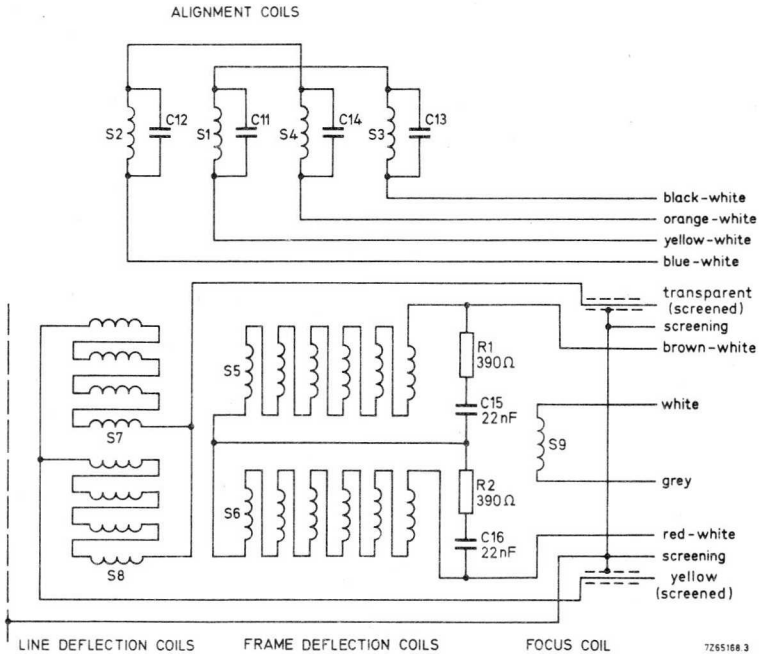 ALIGNMENT COILS
S2
C12
S1
C11
S4
C14
S3
C13
black-white
orange-white
yellow-white
blue-white
transparent
(screened)
screening
brown-white
S5
R1
390Ω
C15
22nF
white
S7
S9
grey
S6
R2
390Ω
C16
22nF
red-white
screening
yellow
(screened)
S8
LINE DEFLECTION COILS
FRAME DEFLECTION COILS
FOCUS COIL
7Z65168.3